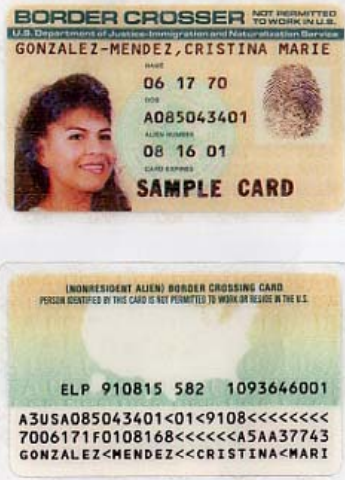 BORDER CROSSER NOT PERMITTED TO WORK IN U.S.
U.S. Department of Justice-Immigration and Naturalization Service
GONZALEZ-MENDEZ,CRISTINA MARIE
NAME
06 17 70
DOB
A085043401
ALIEN NUMBER
08 16 01
CARD EXPIRES
SAMPLE CARD
(NONRESIDENT ALIEN) BORDER CROSSING CARD
PERSON IDENTIFIED BY THIS CARD IS NOT PERMITTED TO WORK OR RESIDE IN THE U.S.
ELP 910815 582 1093646001
A3USA085043401<01<9108<<<<<<<<
7006171F0108168<<<<<<A5AA37743
GONZALEZ<MENDEZ<<CRISTINA<MARI